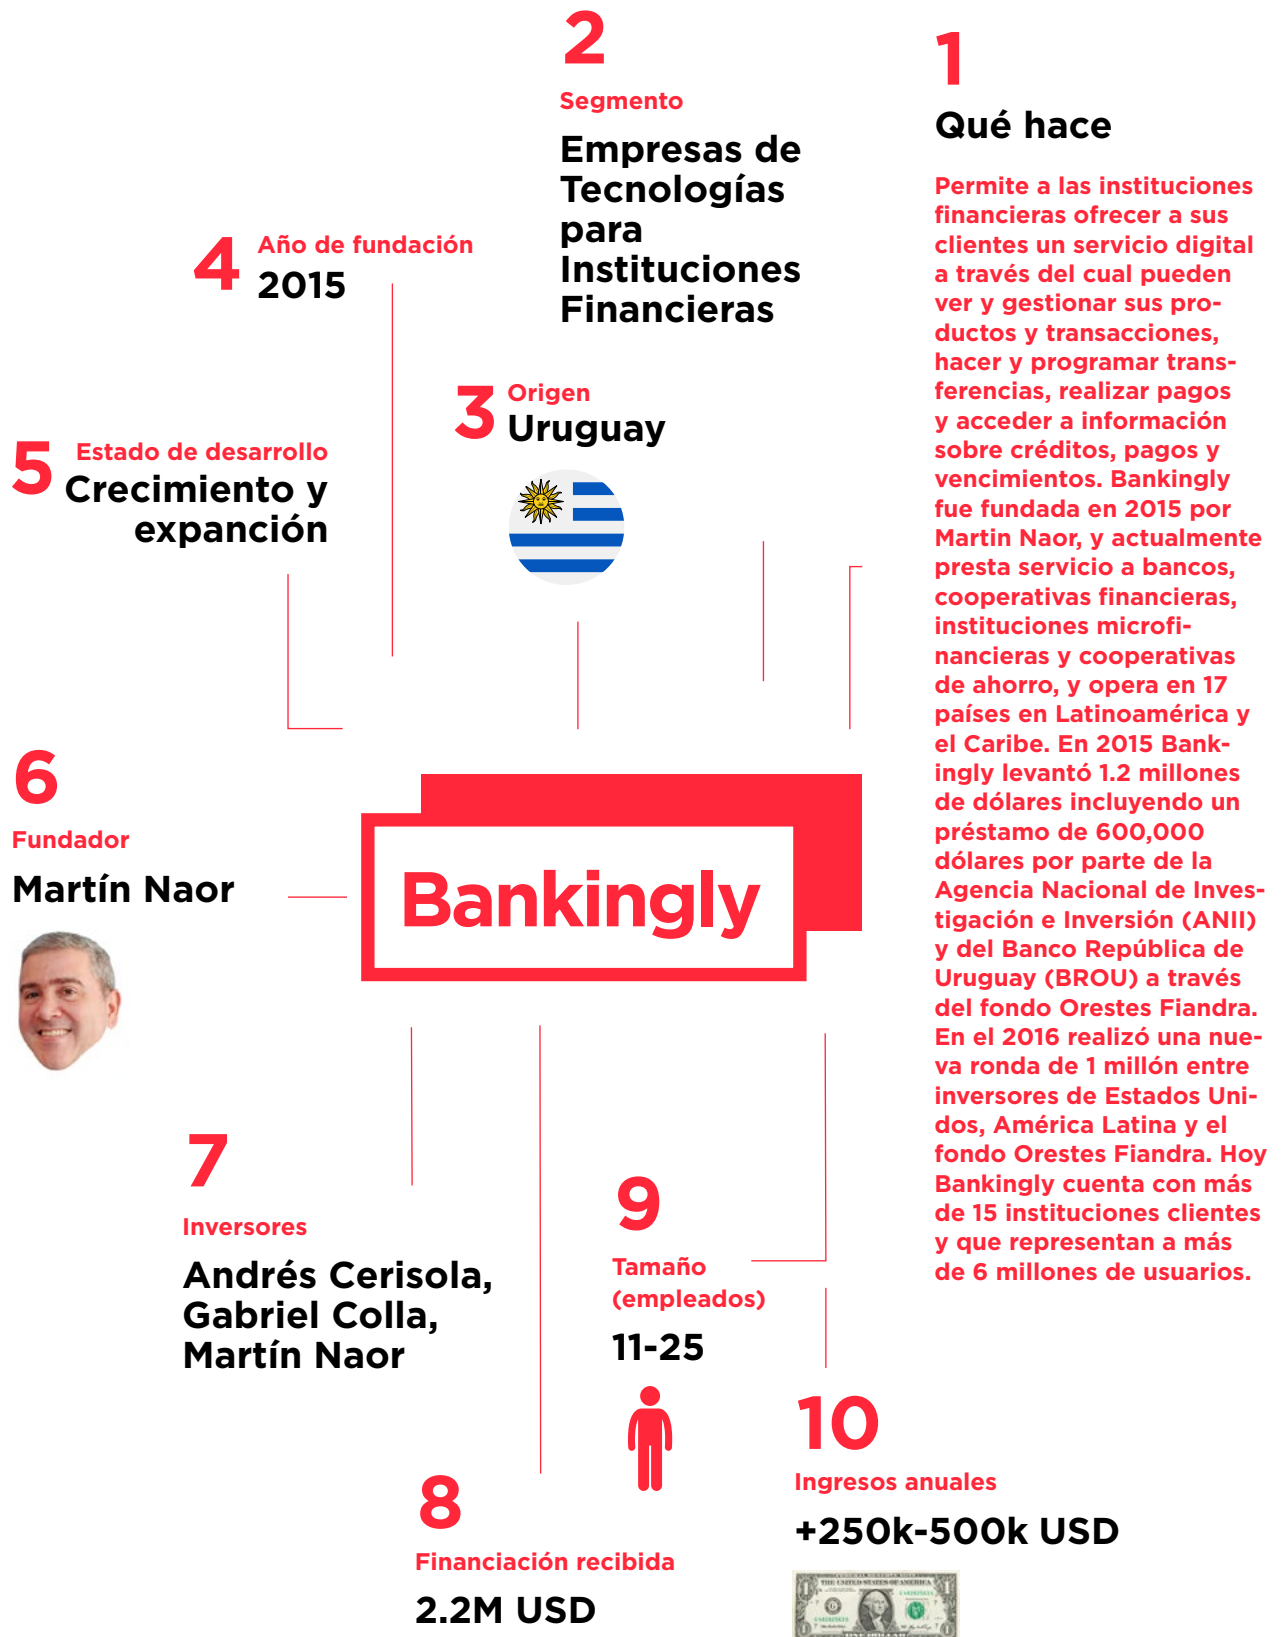 1
Qué hace
Permite a las instituciones
financieras ofrecer a sus
clientes un servicio digital
a través del cual pueden
ver y gestionar sus pro-
ductos y transacciones,
hacer y programar trans-
ferencias, realizar pagos
y acceder a información
sobre créditos, pagos y
vencimientos. Bankingly
fue fundada en 2015 por
Martin Naor, y actualmente
presta servicio a bancos,
cooperativas financieras,
instituciones microfi-
nancieras y cooperativas
de ahorro, y opera en 17
países en Latinoamérica y
el Caribe. En 2015 Bank-
ingly levantó 1.2 millones
de dólares incluyendo un
préstamo de 600,000
dólares por parte de la
Agencia Nacional de Inves-
tigación e Inversión (ANII)
y del Banco República de
Uruguay (BROU) a través
del fondo Orestes Fiandra.
En el 2016 realizó una nue-
va ronda de 1 millón entre
inversores de Estados Uni-
dos, América Latina y el
fondo Orestes Fiandra. Hoy
Bankingly cuenta con más
de 15 instituciones clientes
y que representan a más
de 6 millones de usuarios.
2
Segmento
Empresas de
Tecnologías
para
Instituciones
Financieras
3
Origen
Uruguay
4
Año de fundación
2015
5
Estado de desarrollo
Crecimiento y
expanción
6
Fundador
Martín Naor
Bankingly
7
Inversores
Andrés Cerisola,
Gabriel Colla,
Martín Naor
8
Financiación recibida
2.2M USD
9
Tamaño
(empleados)
11-25
10
Ingresos anuales
+250k-500k USD
THE UNITED STATES OF AMERICA
ONE DOLLAR